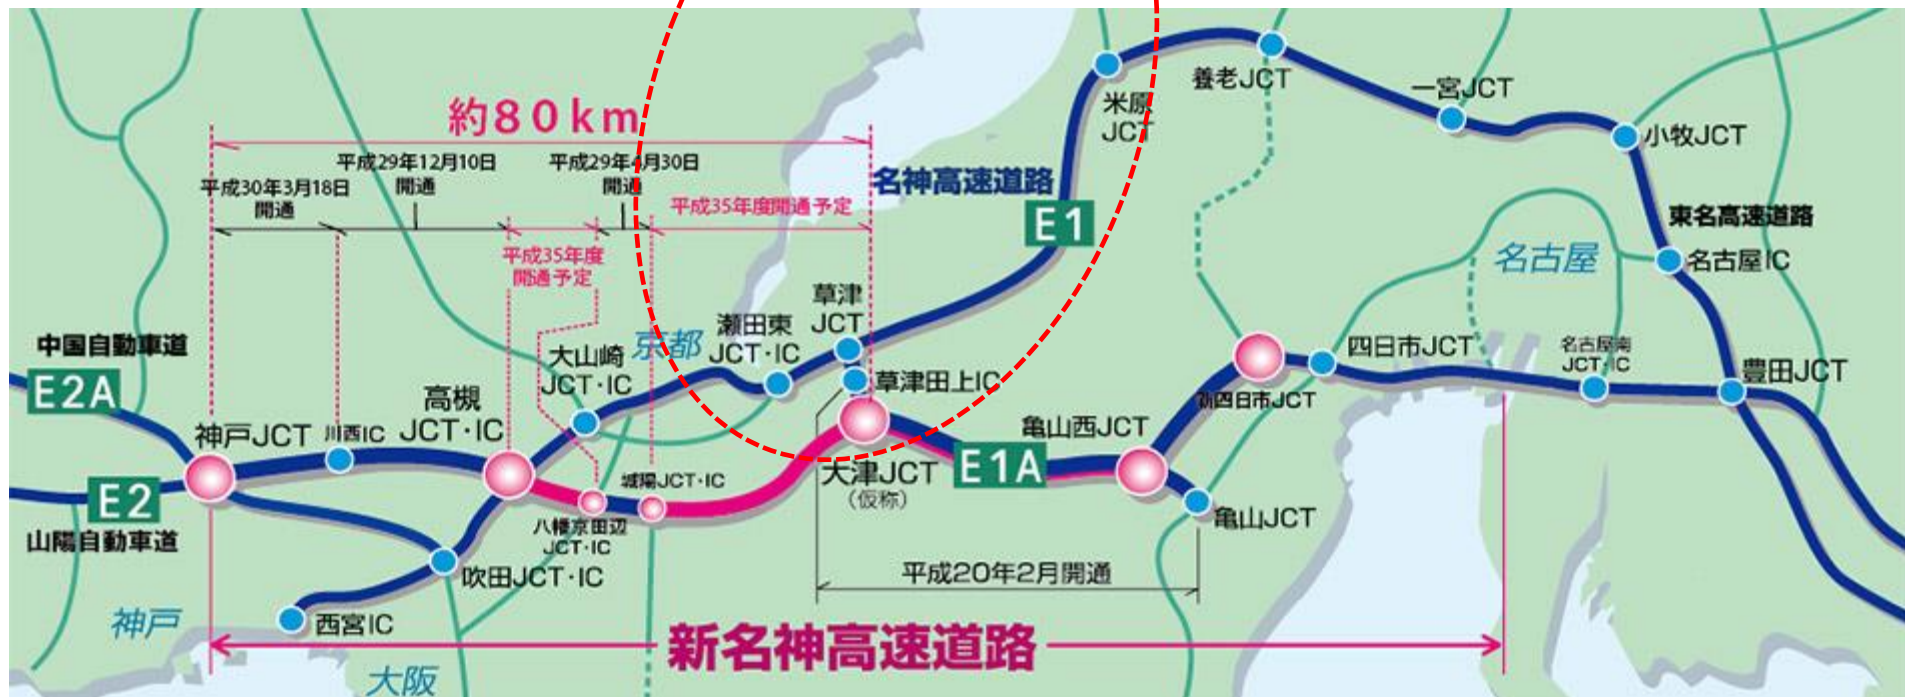 約80km
平成29年12月10日
開通
平成29年4月30日
開通
平成30年3月18日
開通
平成35年度開通予定
平成35年度
開通予定
名神高速道路
E1
米原
JCT
養老JCT
一宮JCT
小牧JCT
東名高速道路
名古屋
名古屋IC
草津
JCT
瀬田東
JCT・IC
京都
大山崎
JCT・IC
草津田上IC
中国自動車道
E2A
高槻
JCT・IC
神戸JCT
川西IC
四日市JCT
名古屋南
JCT・IC
豊田JCT
新四日市JCT
亀山西JCT
E1A
大津JCT
（仮称）
城陽JCT・IC
E2
山陽自動車道
八幡京田辺
JCT・IC
亀山JCT
吹田JCT・IC
平成20年2月開通
神戸
西宮IC
新名神高速道路
大阪